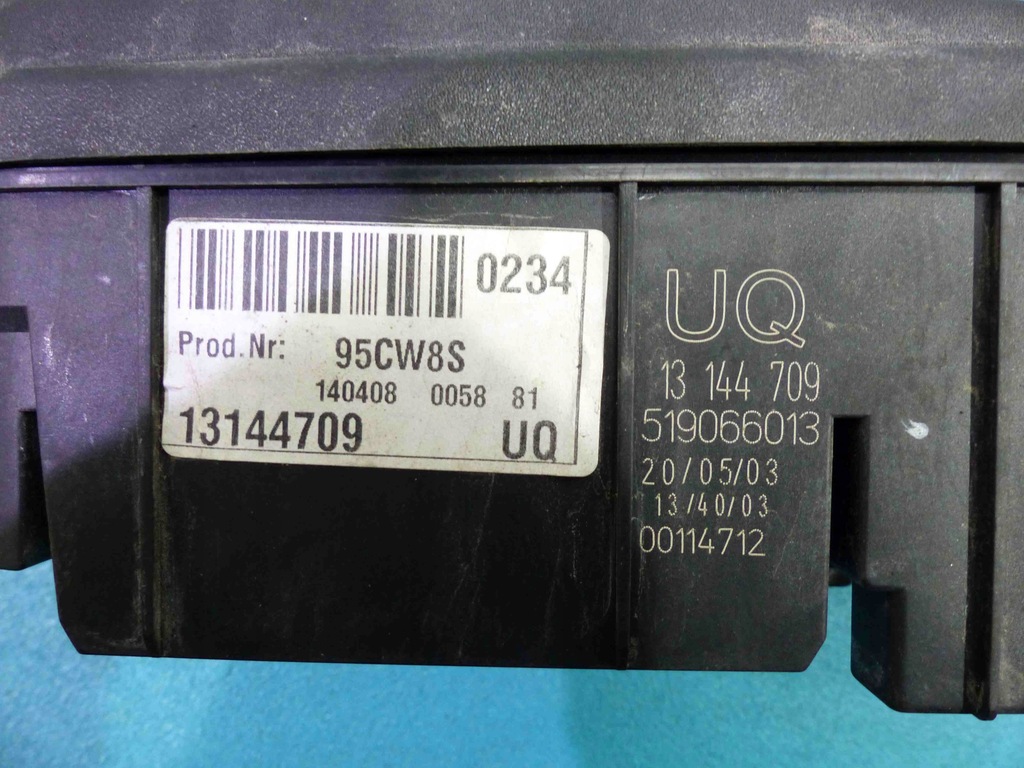 0234
Prod.Nr: 95CW8S
140408 0058 81
13144709 UQ
UQ
13 144 709
519066013
20/05/03
13/40/03
00114712